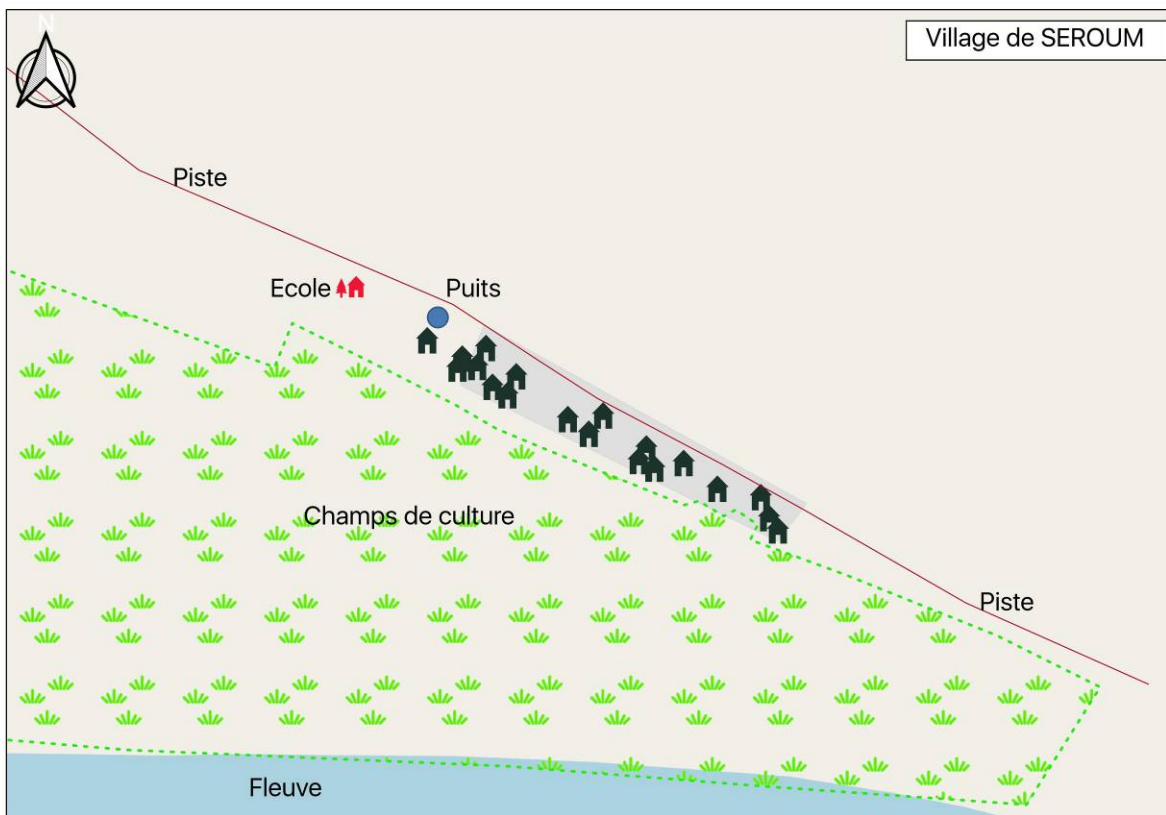 N
Village de SEROUM
Piste
Ecole
Puits
Champs de culture
Piste
Fleuve